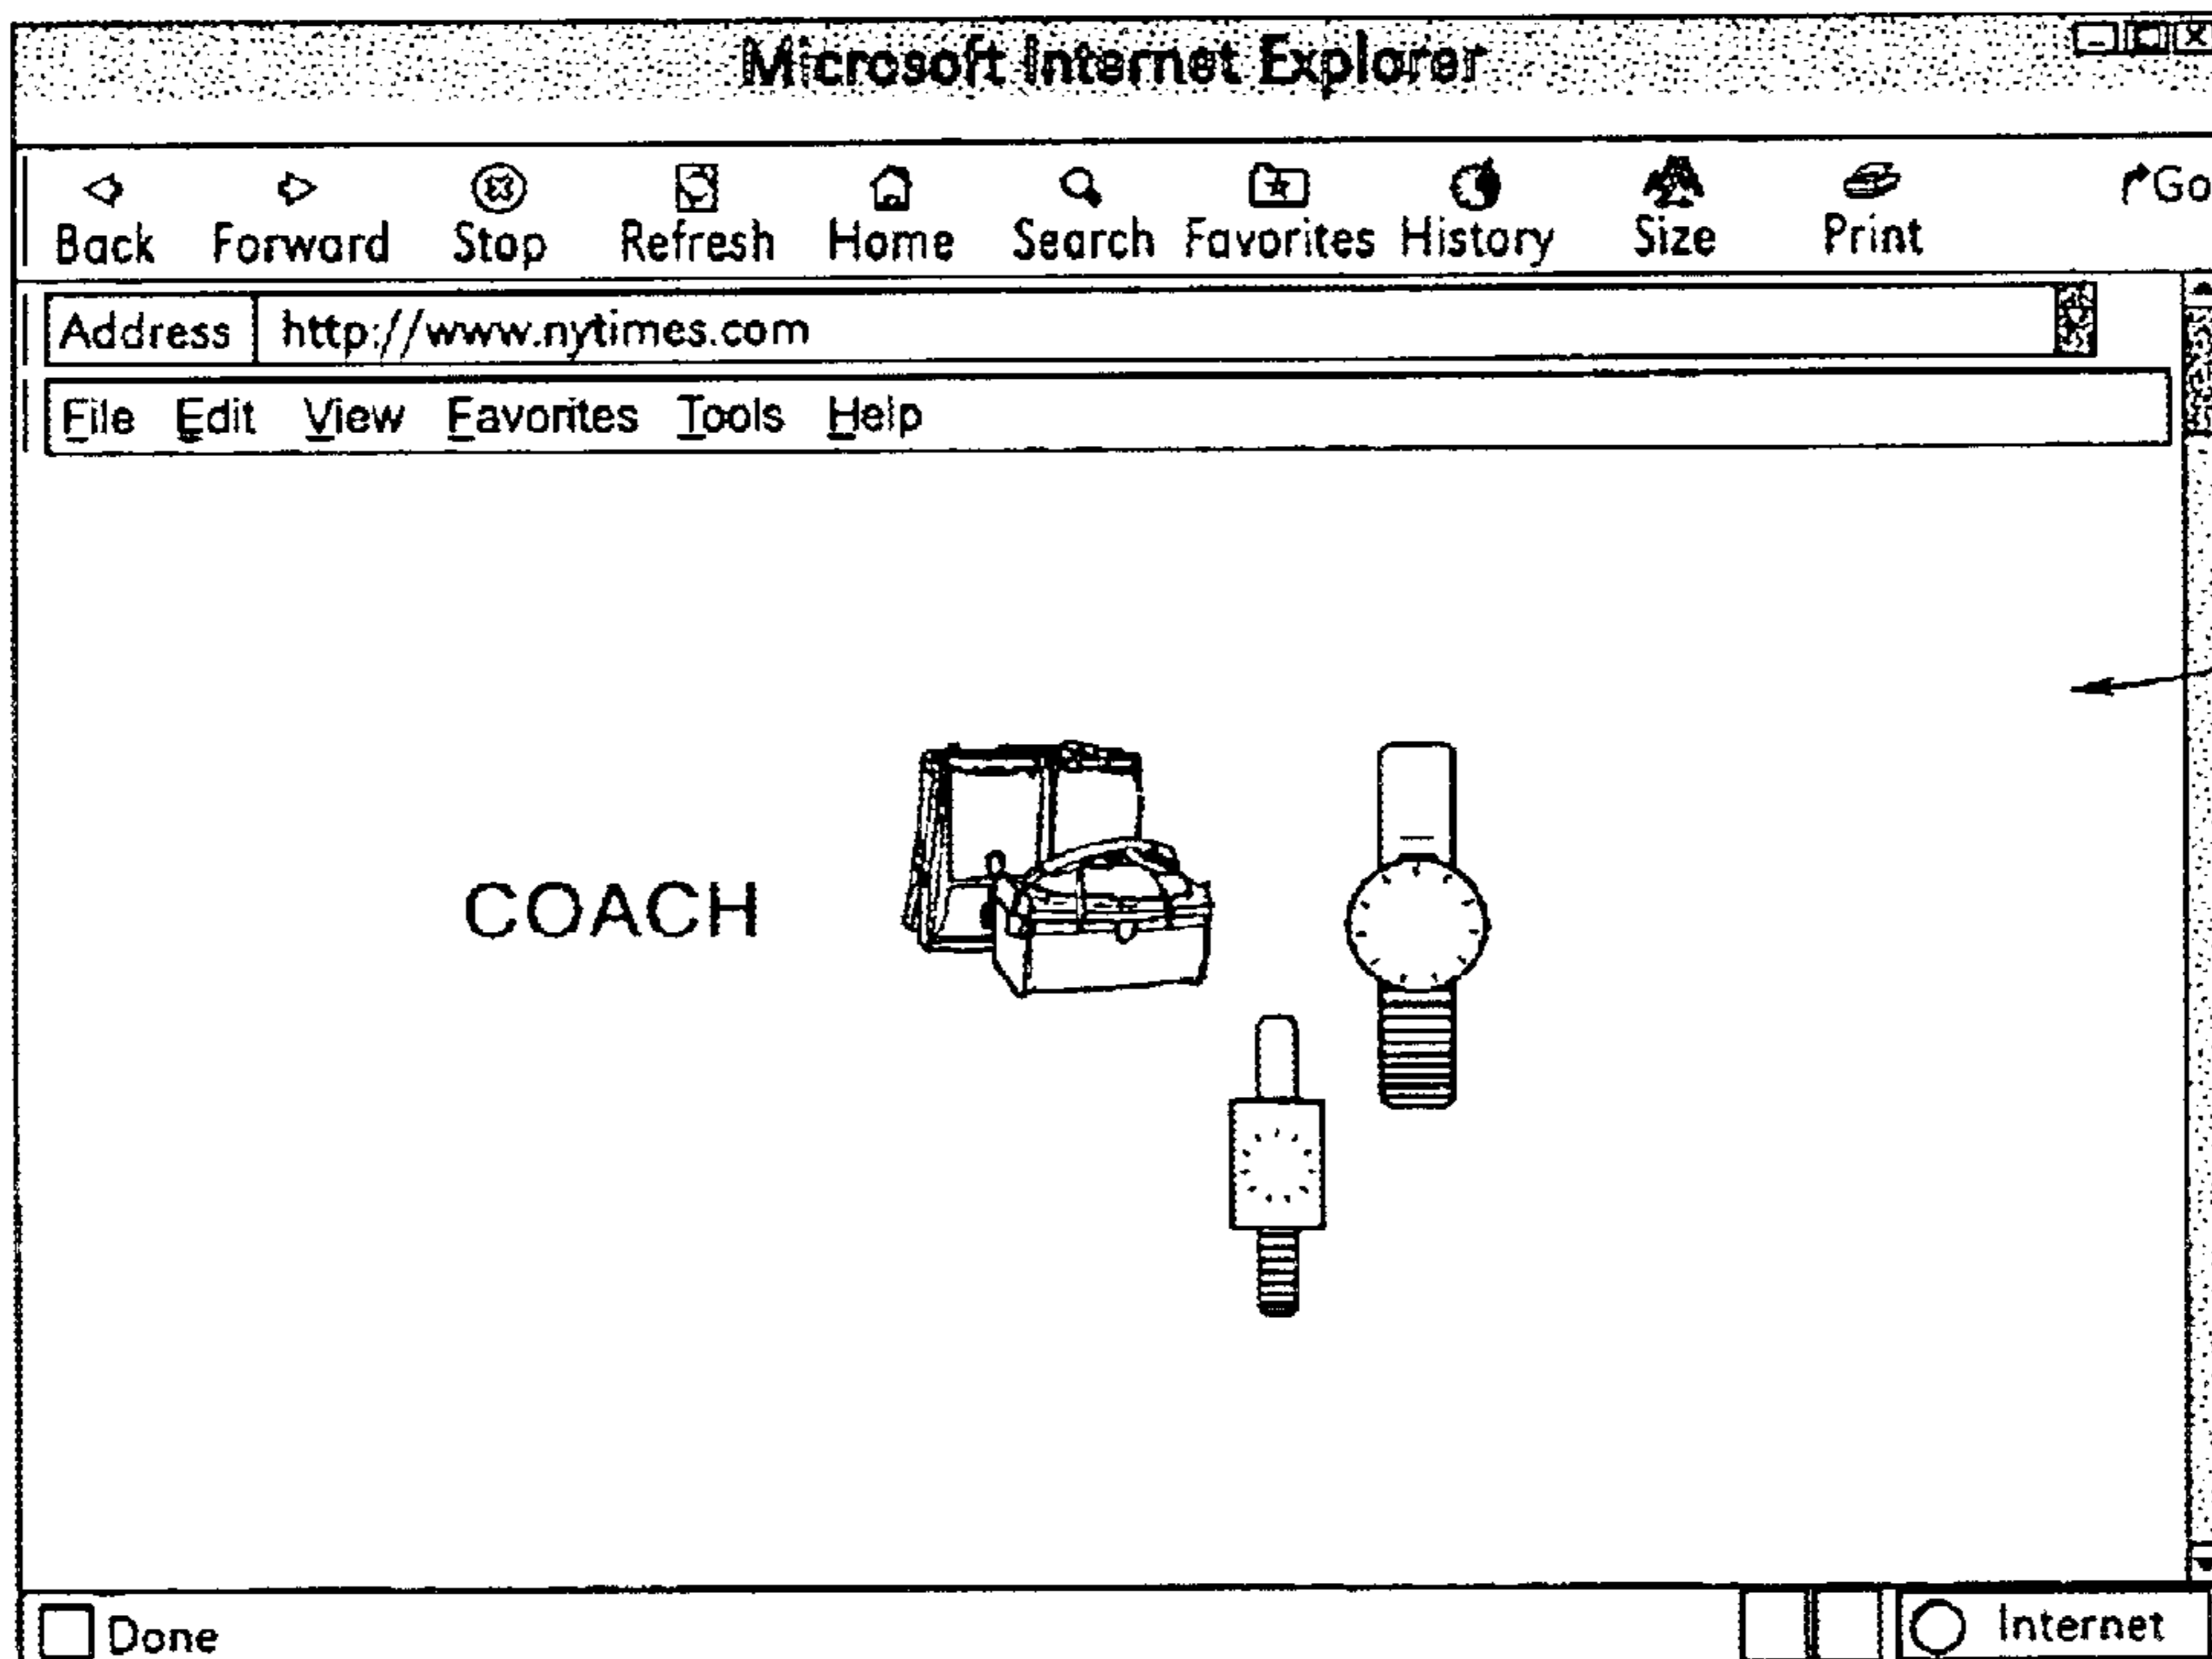 Microsoft Internet Explorer
Back Forward Stop Refresh Home Search Favorites History Size Print Go
Address http://www.nytimes.com
File Edit View Favorites Tools Help
COACH
Done Internet